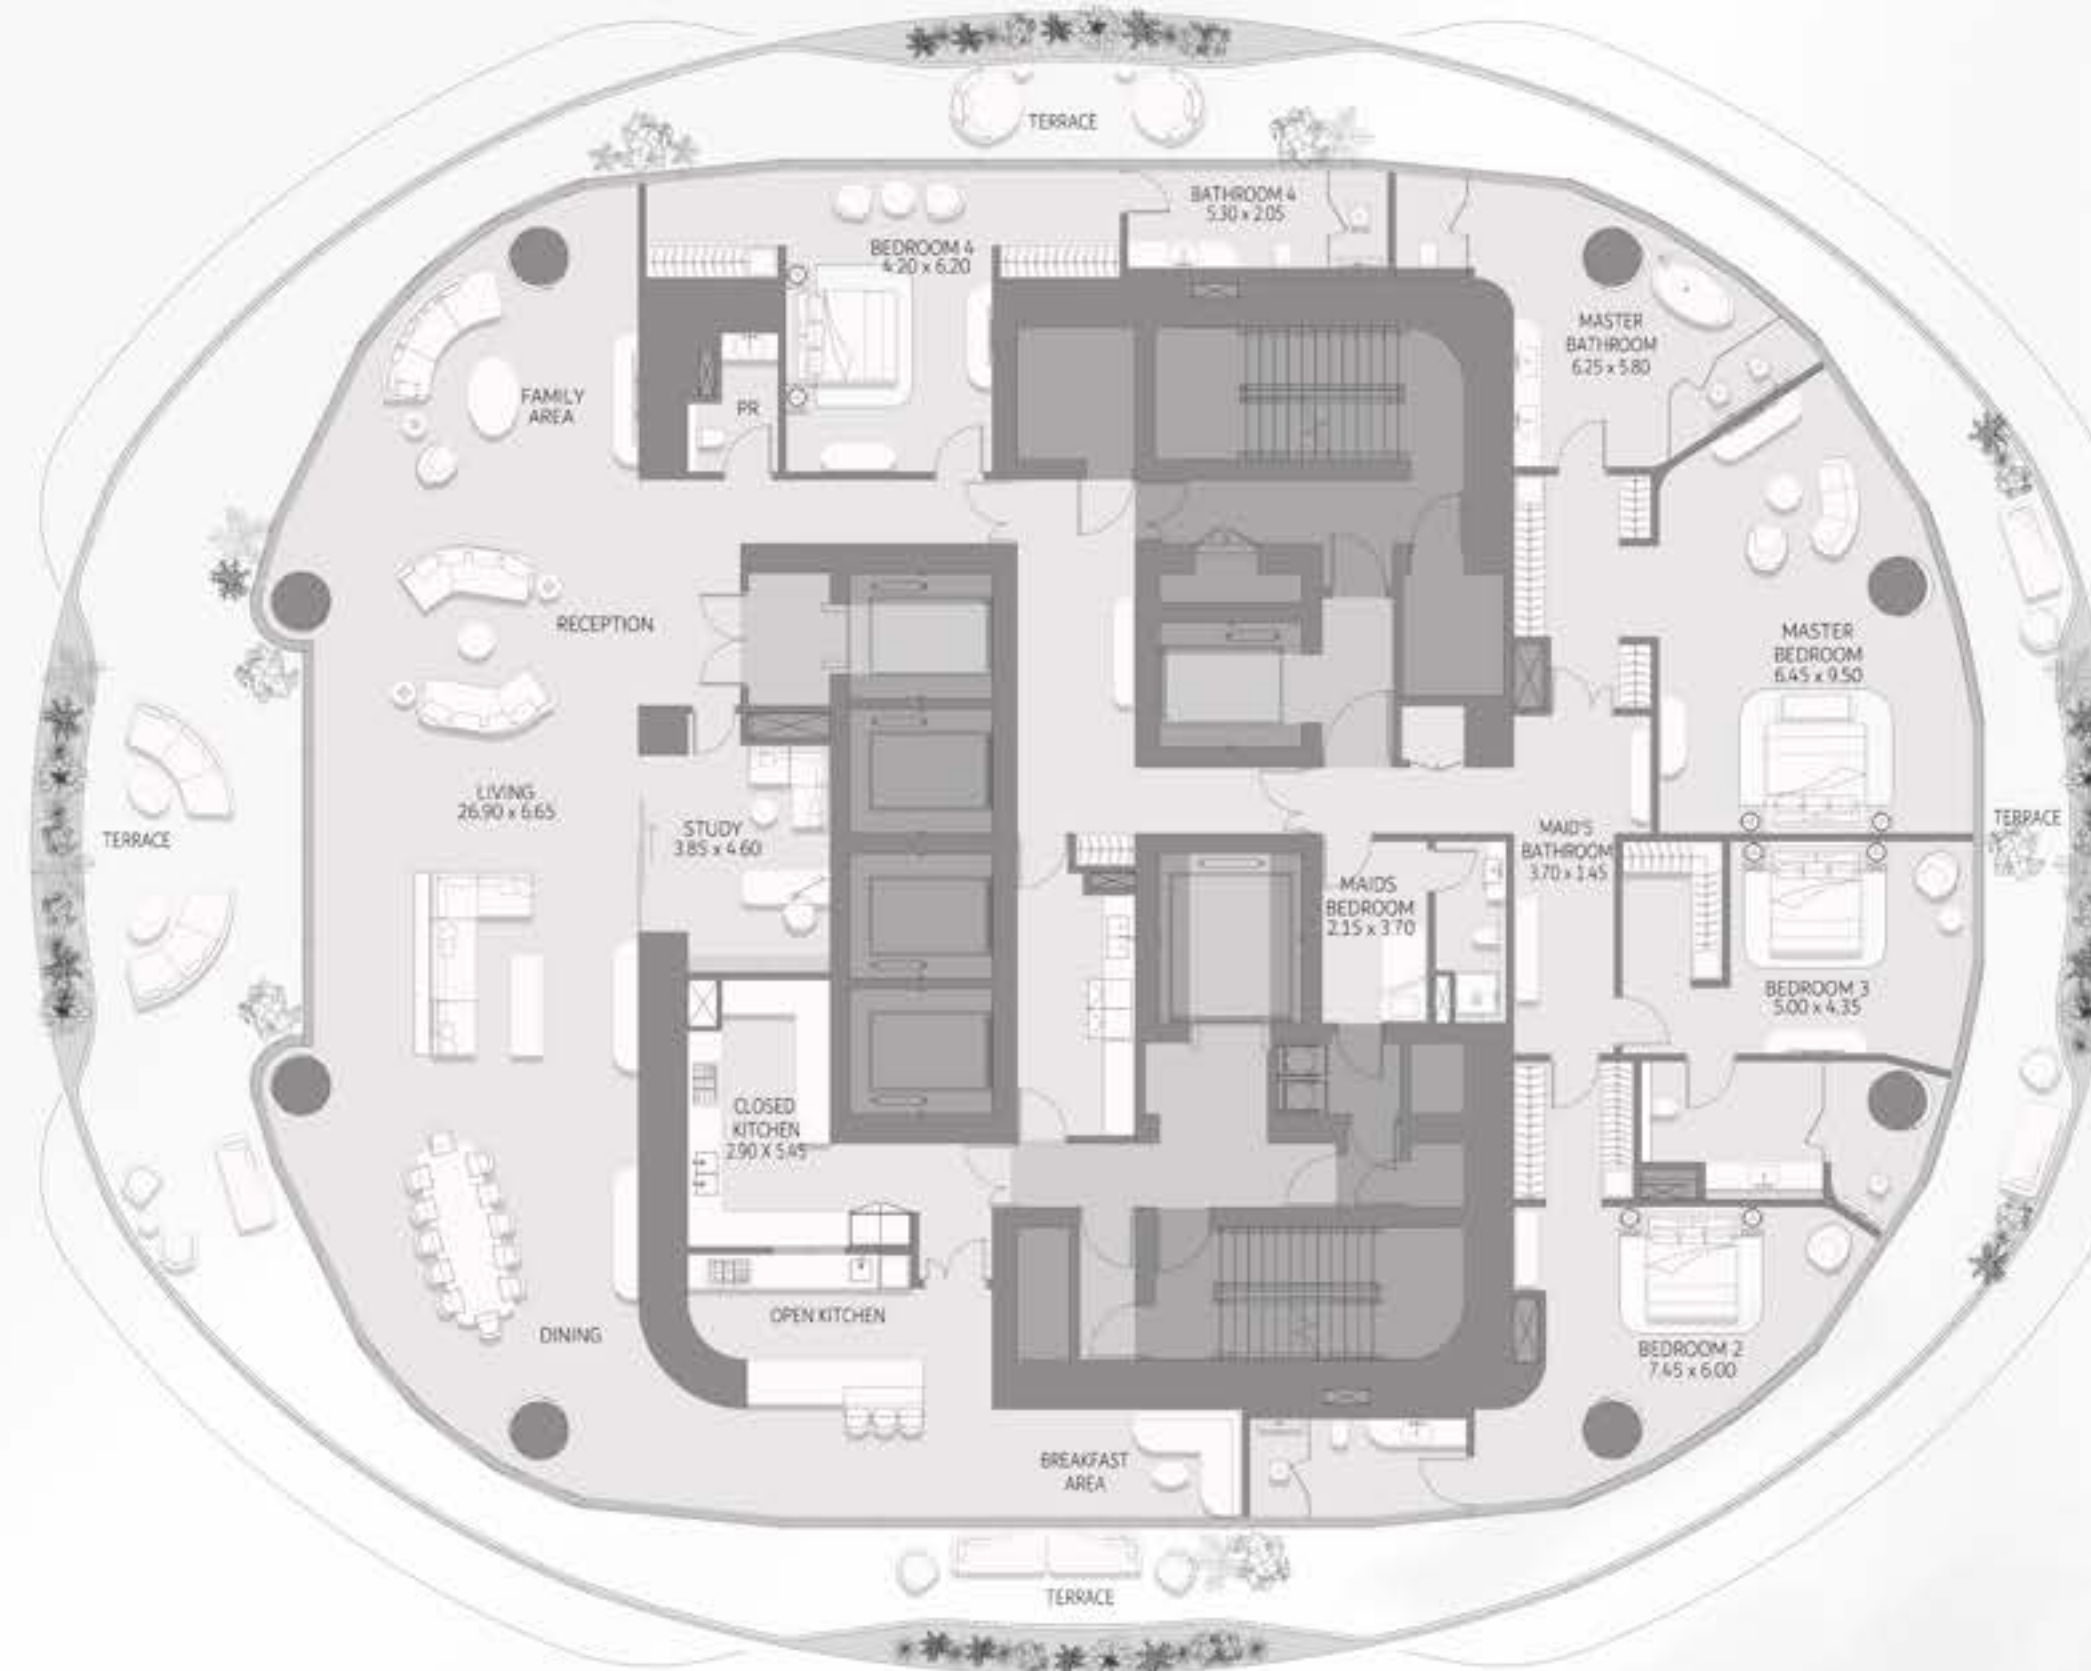 TERRACE
BATHROOM 4
5.30 x 2.05
BEDROOM 4
4.20 x 6.20
MASTER
BATHROOM
6.25 x 5.80
FAMILY
AREA
PR
RECEPTION
MASTER
BEDROOM
6.45 x 9.50
LIVING
26.90 x 6.65
TERRACE
STUDY
3.85 x 4.60
MAID'S
BATHROOM
3.70 x 1.45
TERRACE
MAIDS
BEDROOM
2.15 x 3.70
BEDROOM 3
5.00 x 4.35
CLOSED
KITCHEN
2.90 X 5.45
OPEN KITCHEN
DINING
BEDROOM 2
7.45 x 6.00
BREAKFAST
AREA
TERRACE